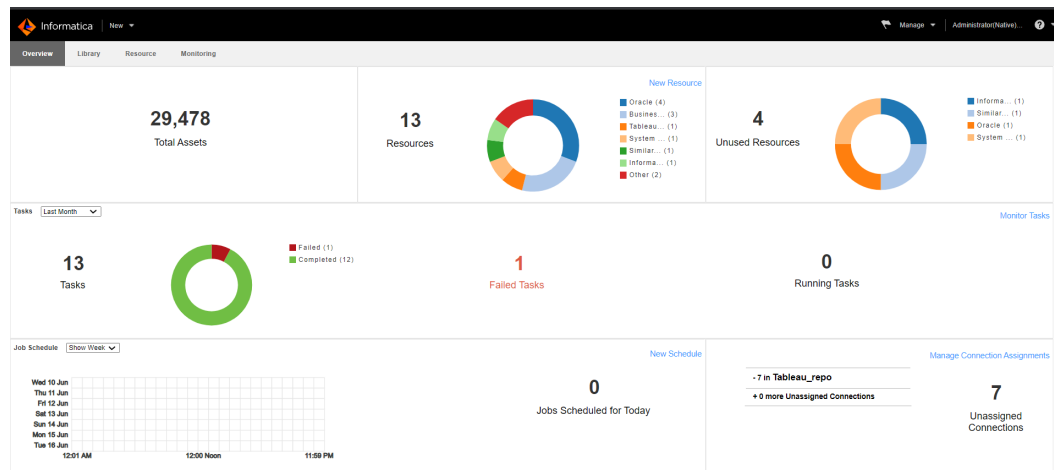 Informatica New
Manage Administrator(Native)...
Overview Library Resource Monitoring
29,478
Total Assets
New Resource
13
Resources
Oracle (4)
Busines... (3)
Tableau... (1)
System ... (1)
Similar... (1)
Informa... (1)
Other (2)
4
Unused Resources
Informa... (1)
Similar... (1)
Oracle (1)
System ... (1)
Tasks Last Month
Monitor Tasks
13
Tasks
Failed (1)
Completed (12)
1
Failed Tasks
0
Running Tasks
Job Schedule Show Week
New Schedule
Wed 10 Jun
Thu 11 Jun
Fri 12 Jun
Sat 13 Jun
Sun 14 Jun
Mon 15 Jun
Tue 16 Jun
12:01 AM 12:00 Noon 11:59 PM
0
Jobs Scheduled for Today
Manage Connection Assignments
- 7 in Tableau_repo
+ 0 more Unassigned Connections
7
Unassigned
Connections